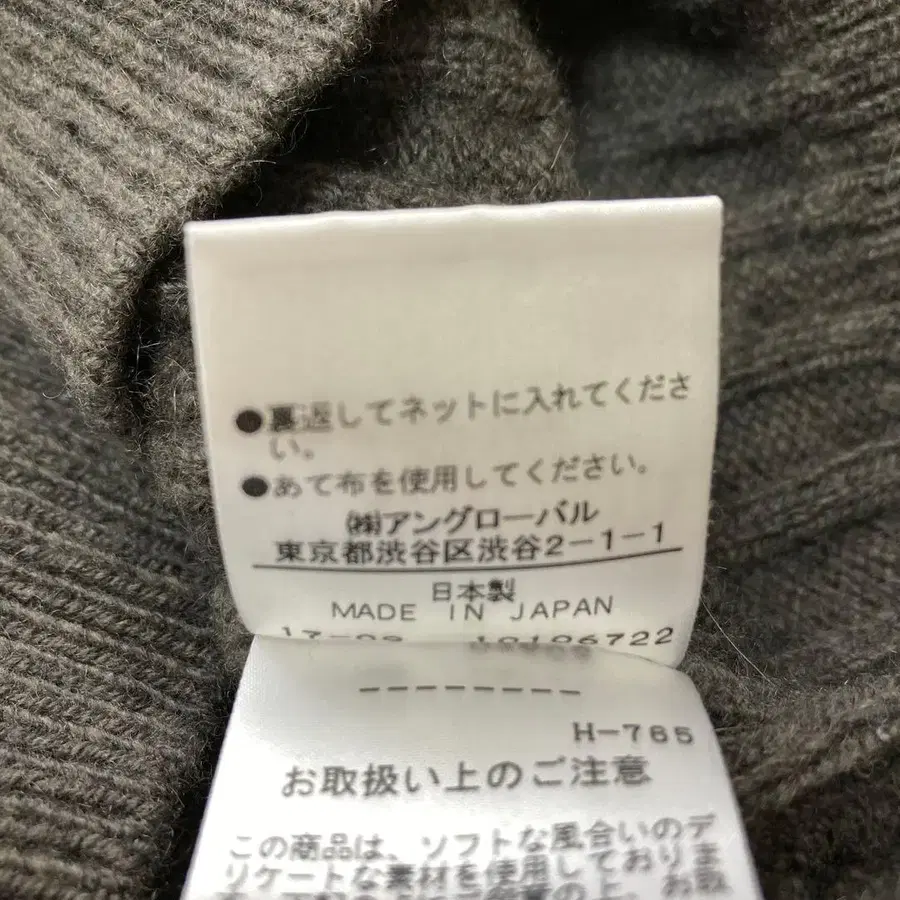 ●裏返してネットに入れてくださ
い。
●あて布を使用してください。
㈱アングローバル
東京都渋谷区渋谷2-1-1
日本製
MADE IN JAPAN
--------
H-785
お取扱い上のご注意
この商品は、ソフトな風合いのデ
リケートな素材を使用しておりま